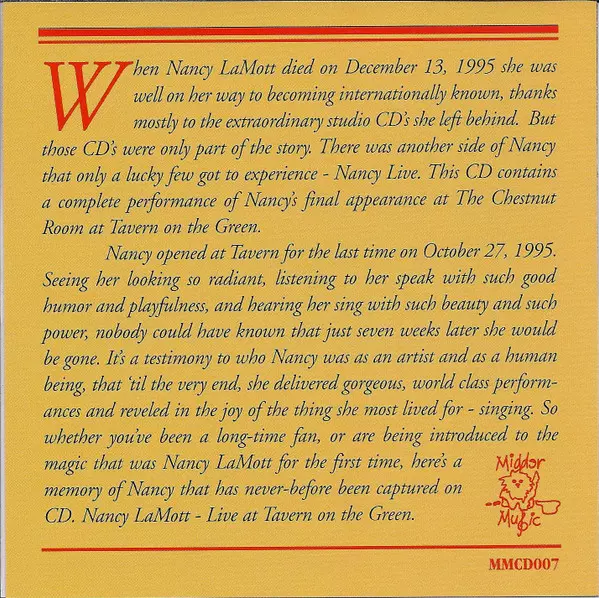 When Nancy LaMott died on December 13, 1995 she was
well on her way to becoming internationally known, thanks
mostly to the extraordinary studio CD's she left behind. But
those CD's were only part of the story. There was another side of Nancy
that only a lucky few got to experience - Nancy Live. This CD contains
a complete performance of Nancy's final appearance at The Chestnut
Room at Tavern on the Green.
Nancy opened at Tavern for the last time on October 27, 1995.
Seeing her looking so radiant, listening to her speak with such good
humor and playfulness, and hearing her sing with such beauty and such
power, nobody could have known that just seven weeks later she would
be gone. It's a testimony to who Nancy was as an artist and as a human
being, that 'til the very end, she delivered gorgeous, world class perform-
ances and reveled in the joy of the thing she most lived for - singing. So
whether you've been a long-time fan, or are being introduced to the
magic that was Nancy LaMott for the first time, here's a
memory of Nancy that has never-before been captured on
CD. Nancy LaMott - Live at Tavern on the Green.
Midder
Music
MMCD007